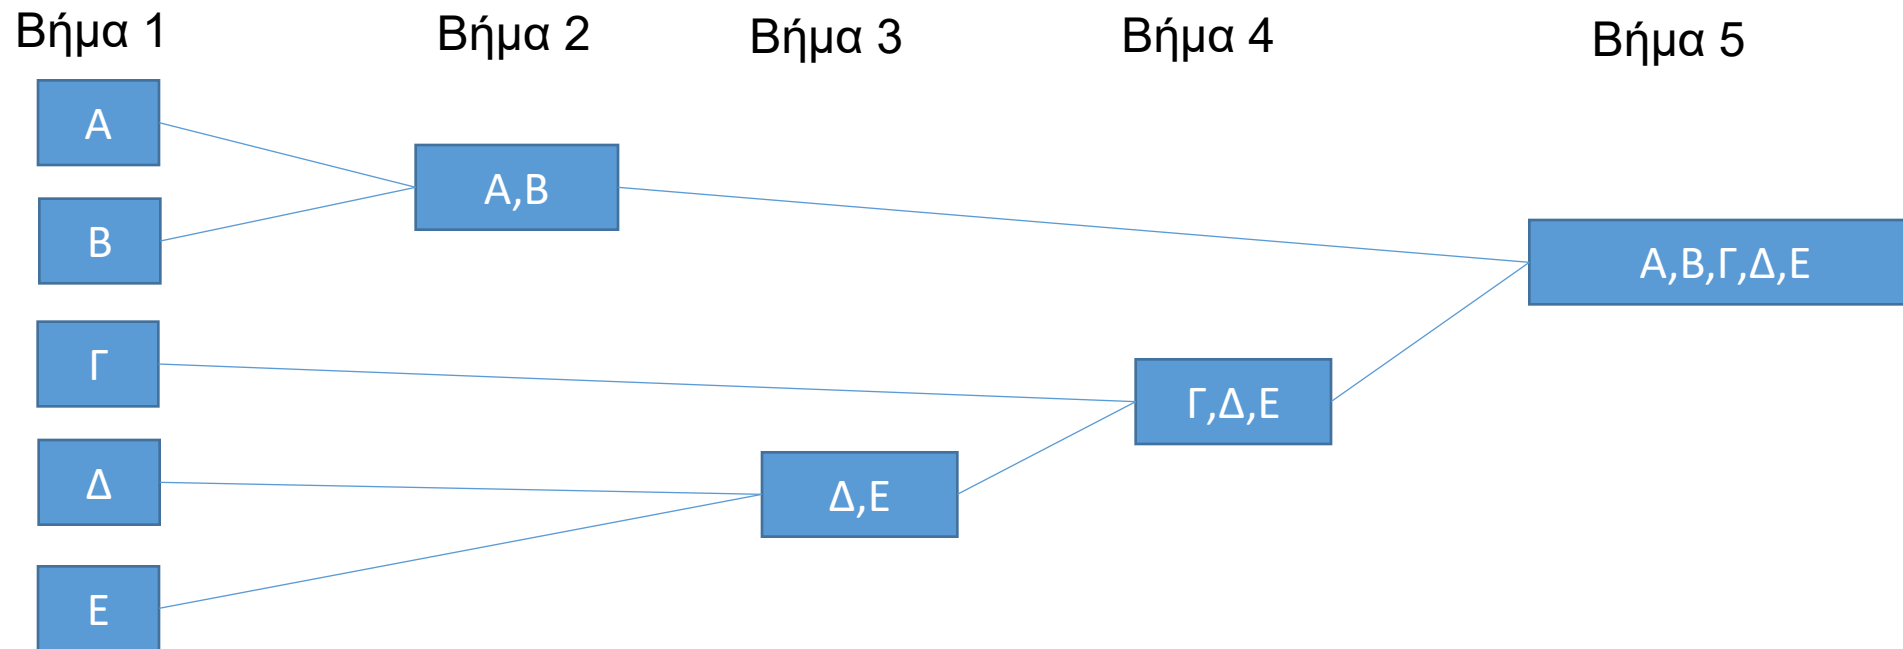 Βήμα 1 Βήμα 2 Βήμα 3 Βήμα 4 Βήμα 5
Α
Α,Β
Β
Α,Β,Γ,Δ,Ε
Γ
Γ,Δ,Ε
Δ
Δ,Ε
Ε